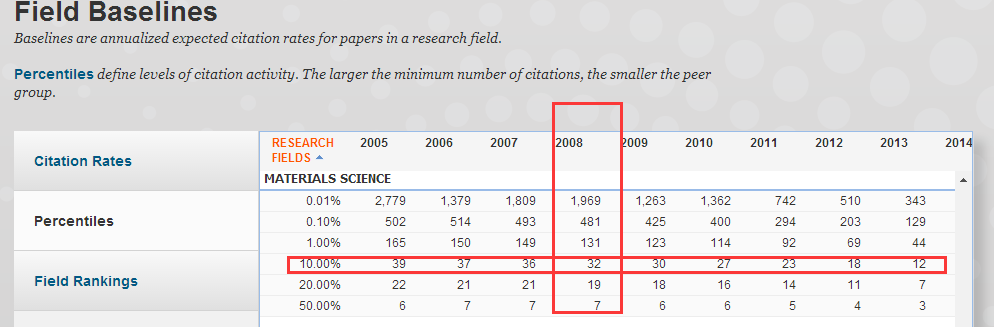 Field Baselines
Baselines are annualized expected citation rates for papers in a research field.
Percentiles define levels of citation activity. The larger the minimum number of citations, the smaller the peer
group.
Citation Rates
Percentiles
Field Rankings
RESEARCH FIELDS 2005 2006 2007 2008 2009 2010 2011 2012 2013 2014
MATERIALS SCIENCE
0.01% 2,779 1,379 1,809 1,969 1,263 1,362 742 510 343
0.10% 502 514 493 481 425 400 294 203 129
1.00% 165 150 149 131 123 114 92 69 44
10.00% 39 37 36 32 30 27 23 18 12
20.00% 22 21 21 19 18 16 14 11 7
50.00% 6 7 7 7 6 6 5 4 3